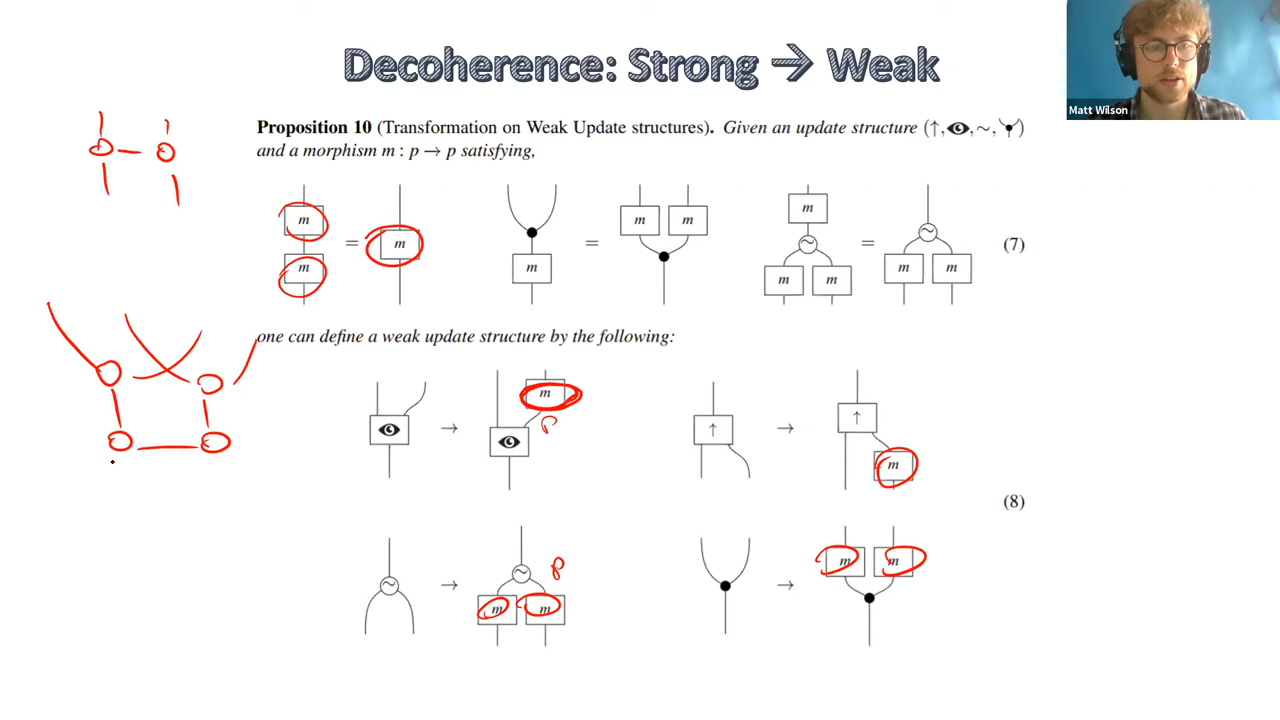 Decoherence: Strong → Weak
Matt Wilson
Proposition 10 (Transformation on Weak Update structures). Given an update structure (↑, 👁, ~, )
and a morphism m : p → p satisfying,
m m = m
m = m m
m ~ m m = ~ m m (7)
one can define a weak update structure by the following:
→ m p
↑ → ↑ m
(8)
~ → ~ p m m
→ m m